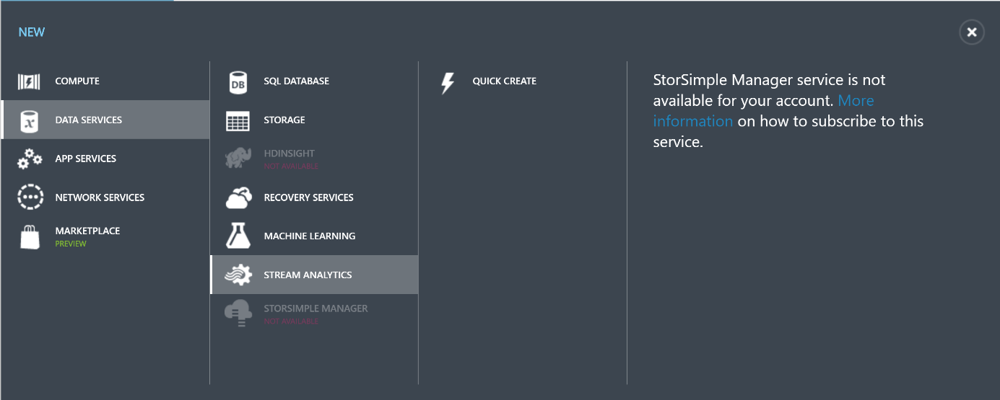 NEW
COMPUTE
DATA SERVICES
APP SERVICES
NETWORK SERVICES
MARKETPLACE
PREVIEW
DB
SQL DATABASE
STORAGE
HDINSIGHT
NOT AVAILABLE
RECOVERY SERVICES
MACHINE LEARNING
STREAM ANALYTICS
STORSIMPLE MANAGER
NOT AVAILABLE
QUICK CREATE
StorSimple Manager service is not
available for your account. More
information on how to subscribe to this
service.